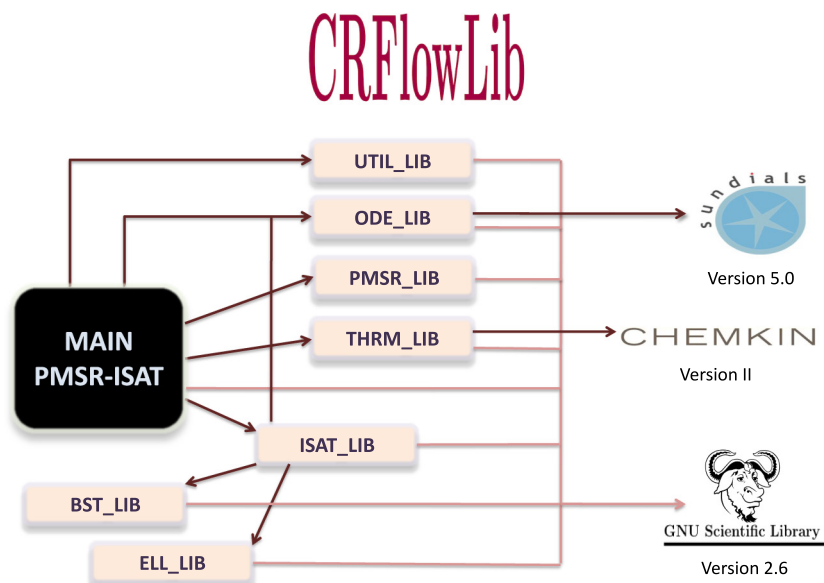 CRFlowLib
UTIL_LIB
ODE_LIB
sundials
Version 5.0
PMSR_LIB
MAIN
PMSR-ISAT
THRM_LIB
CHEMKIN
Version II
ISAT_LIB
BST_LIB
GNU Scientific Library
ELL_LIB
Version 2.6